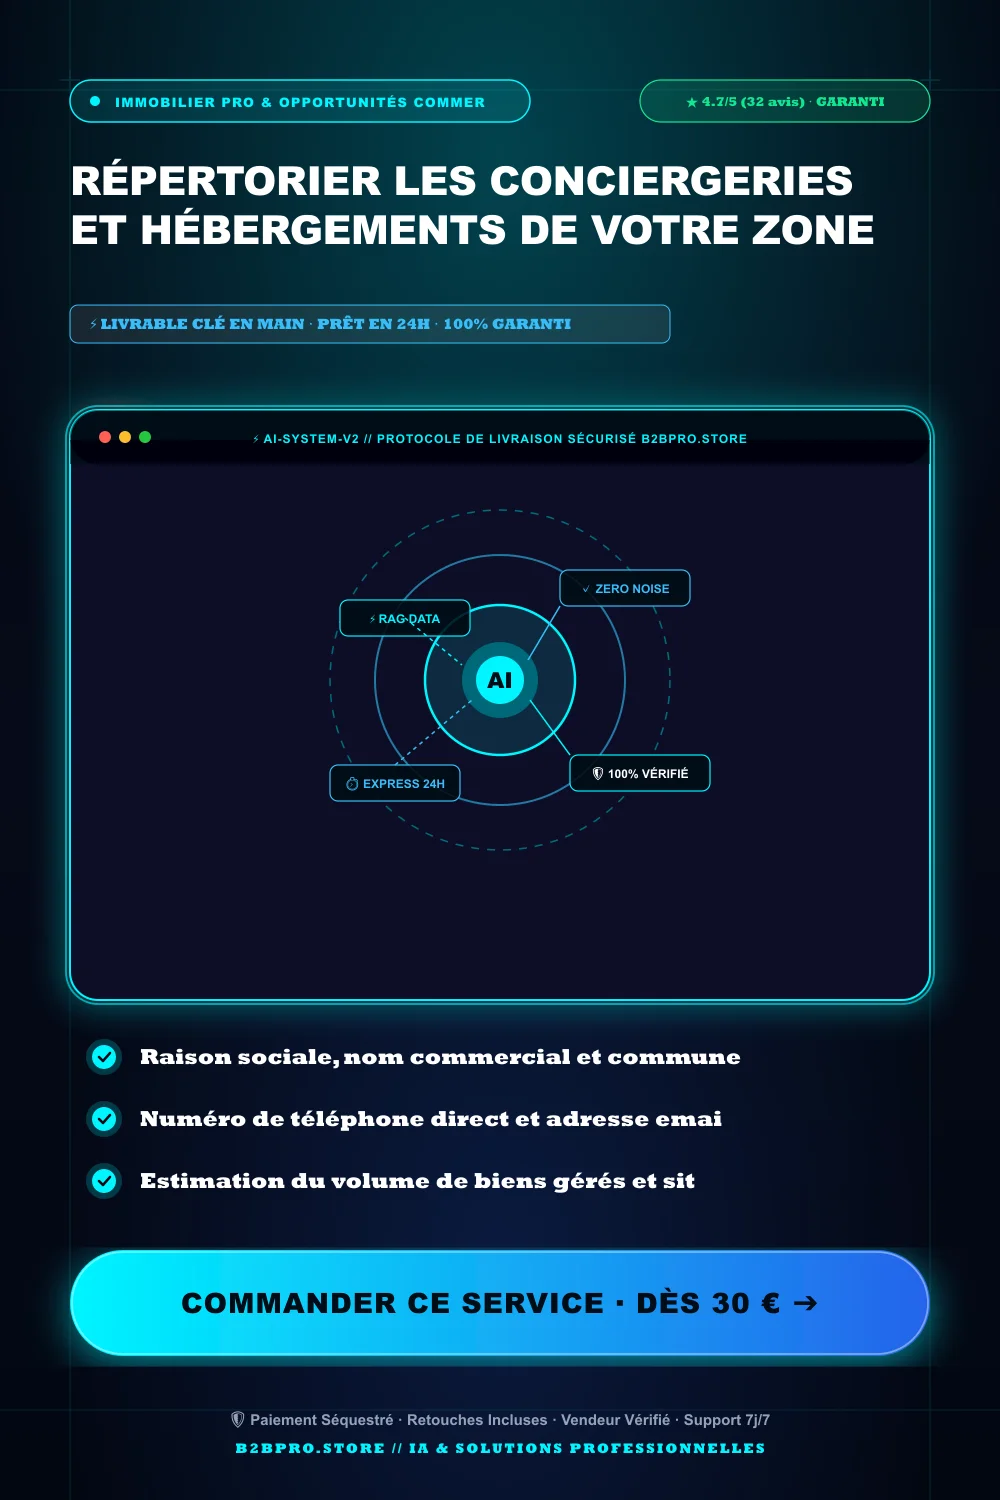 IMMOBILIER PRO & OPPORTUNITÉS COMMER
★ 4.7/5 (32 avis) · GARANTI
RÉPERTORIER LES CONCIERGERIES
ET HÉBERGEMENTS DE VOTRE ZONE
⚡ LIVRABLE CLÉ EN MAIN · PRÊT EN 24H · 100% GARANTI
⚡ AI-SYSTEM-V2 // PROTOCOLE DE LIVRAISON SÉCURISÉ B2BPRO.STORE
✓ ZERO NOISE
⚡ RAG DATA
AI
100% VÉRIFIÉ
⏱ EXPRESS 24H
Raison sociale, nom commercial et commune
Numéro de téléphone direct et adresse emai
Estimation du volume de biens gérés et sit
COMMANDER CE SERVICE · DÈS 30 € →
Paiement Séquestré · Retouches Incluses · Vendeur Vérifié · Support 7j/7
B2BPRO.STORE // IA & SOLUTIONS PROFESSIONNELLES